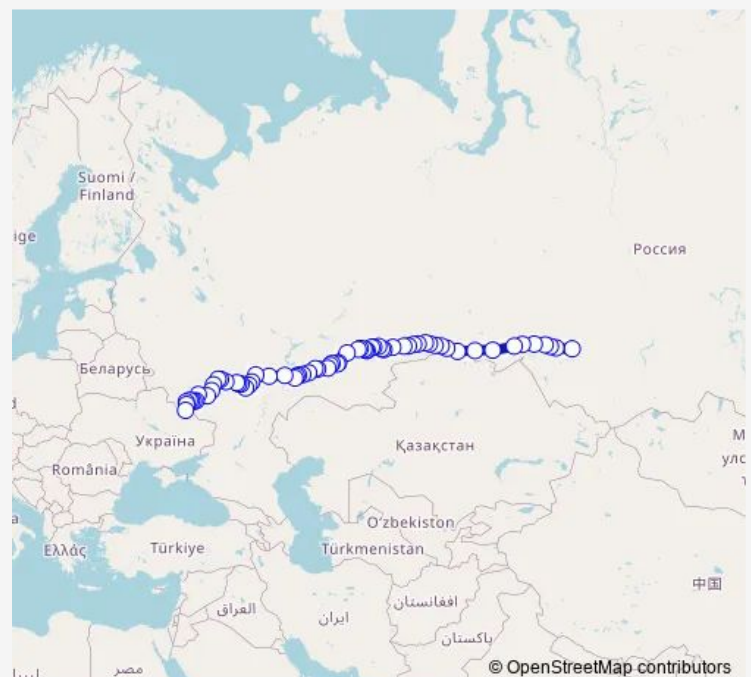 Suomi /
Finland
ige
Россия
Беларусь
Україна
Қазақстан
România
O'zbekiston
Ελλάς
Türkiye
Türkmenistan
中国
العراق
افغانستان
ایران
پاکستان
مصر
© OpenStreetMap contributors